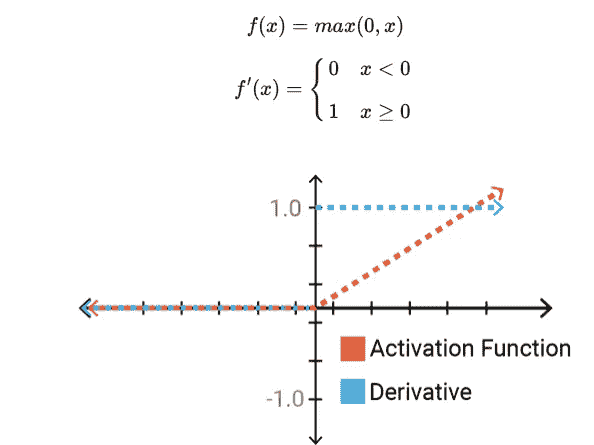 f(x) = max(0, x)
f′(x) = { 0 x < 0
1 x ≥ 0
1.0
Activation Function
Derivative
-1.0